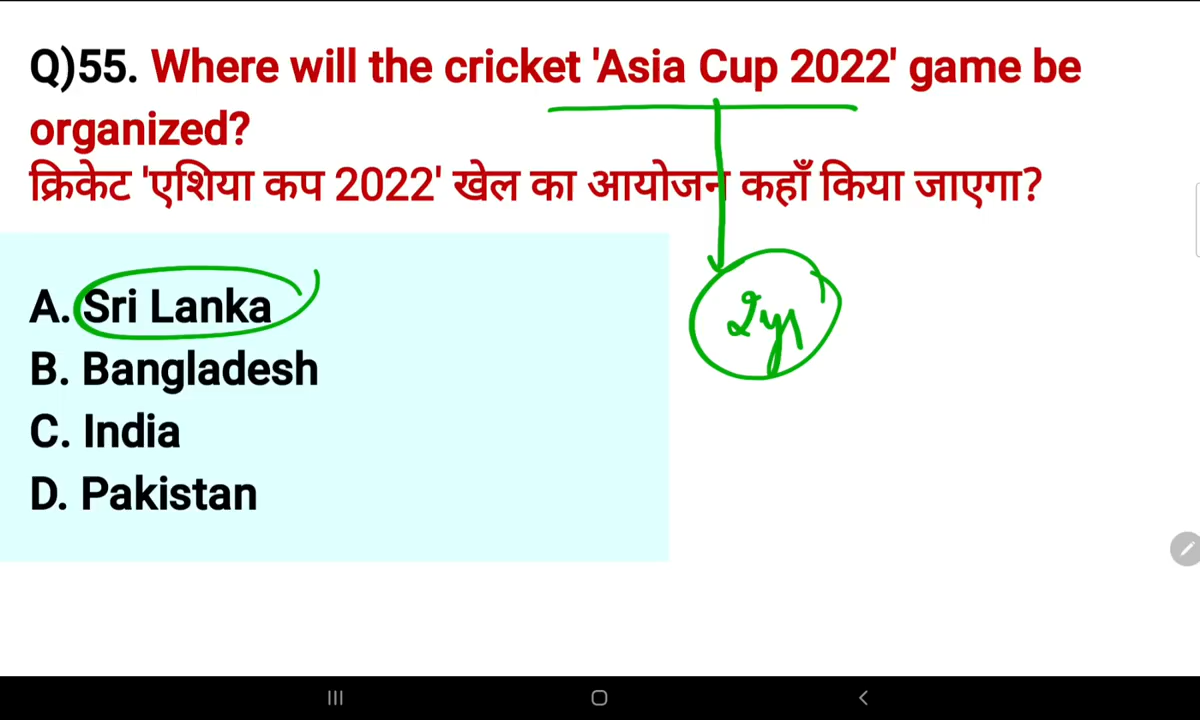 Q)55. Where will the cricket 'Asia Cup 2022' game be
organized?
क्रिकेट 'एशिया कप 2022' खेल का आयोजन कहाँ किया जाएगा?
A. Sri Lanka
B. Bangladesh
C. India
D. Pakistan